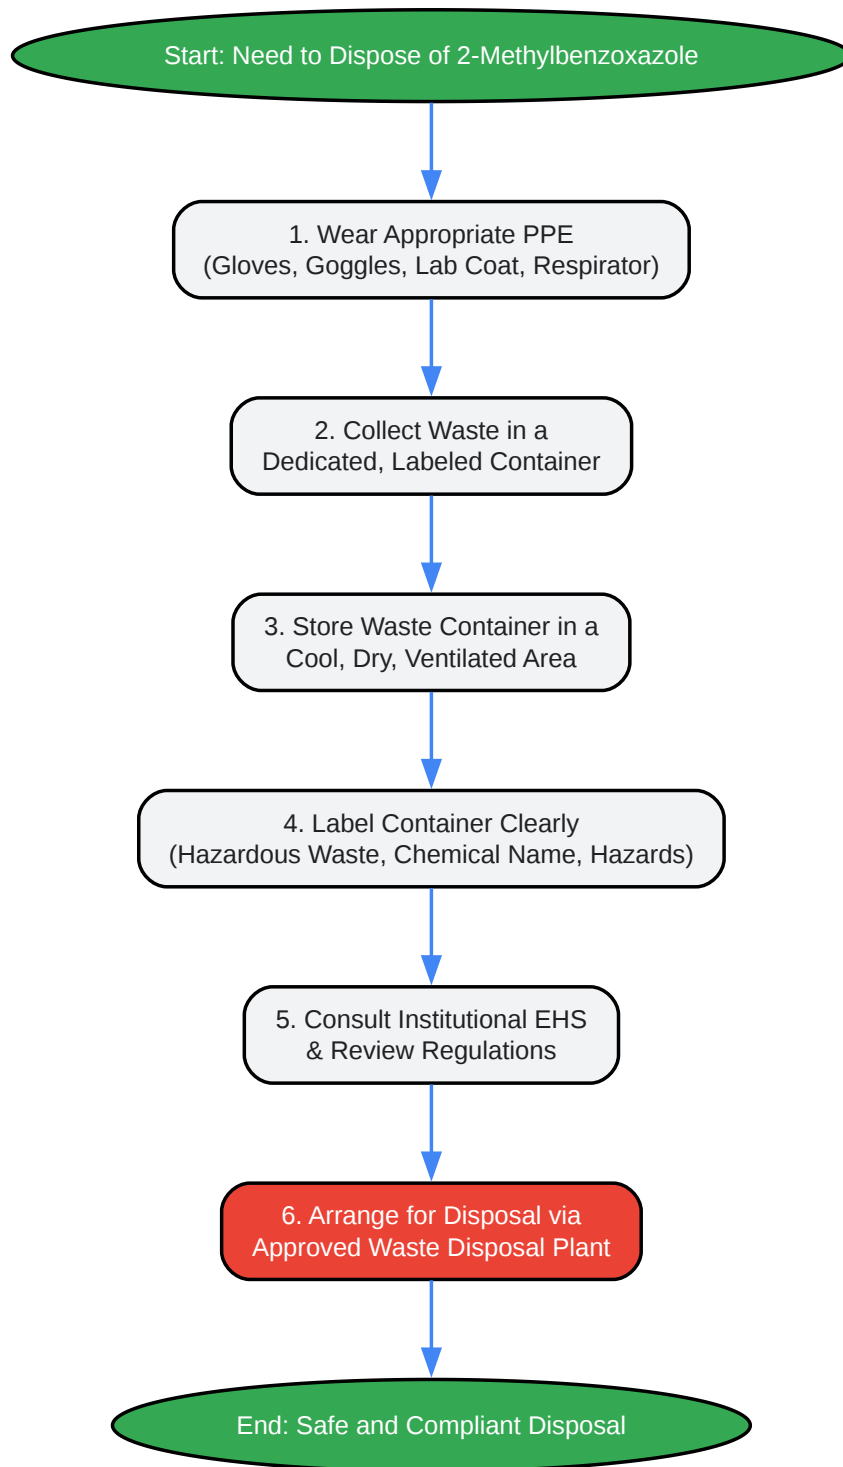 Start: Need to Dispose of 2-Methylbenzoxazole
1. Wear Appropriate PPE
(Gloves, Goggles, Lab Coat, Respirator)
2. Collect Waste in a
Dedicated, Labeled Container
3. Store Waste Container in a
Cool, Dry, Ventilated Area
4. Label Container Clearly
(Hazardous Waste, Chemical Name, Hazards)
5. Consult Institutional EHS
& Review Regulations
6. Arrange for Disposal via
Approved Waste Disposal Plant
End: Safe and Compliant Disposal